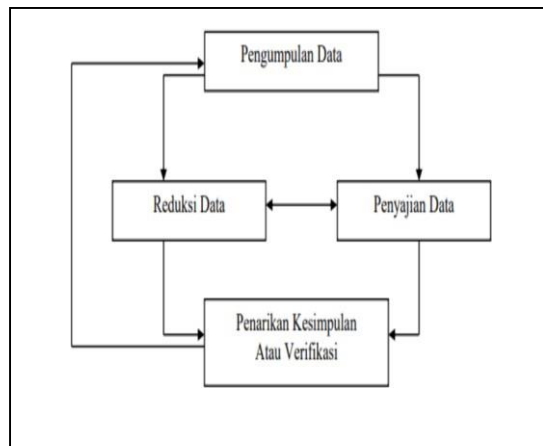 Pengumpulan Data
Reduksi Data
Penyajian Data
Penarikan Kesimpulan
Atau Verifikasi